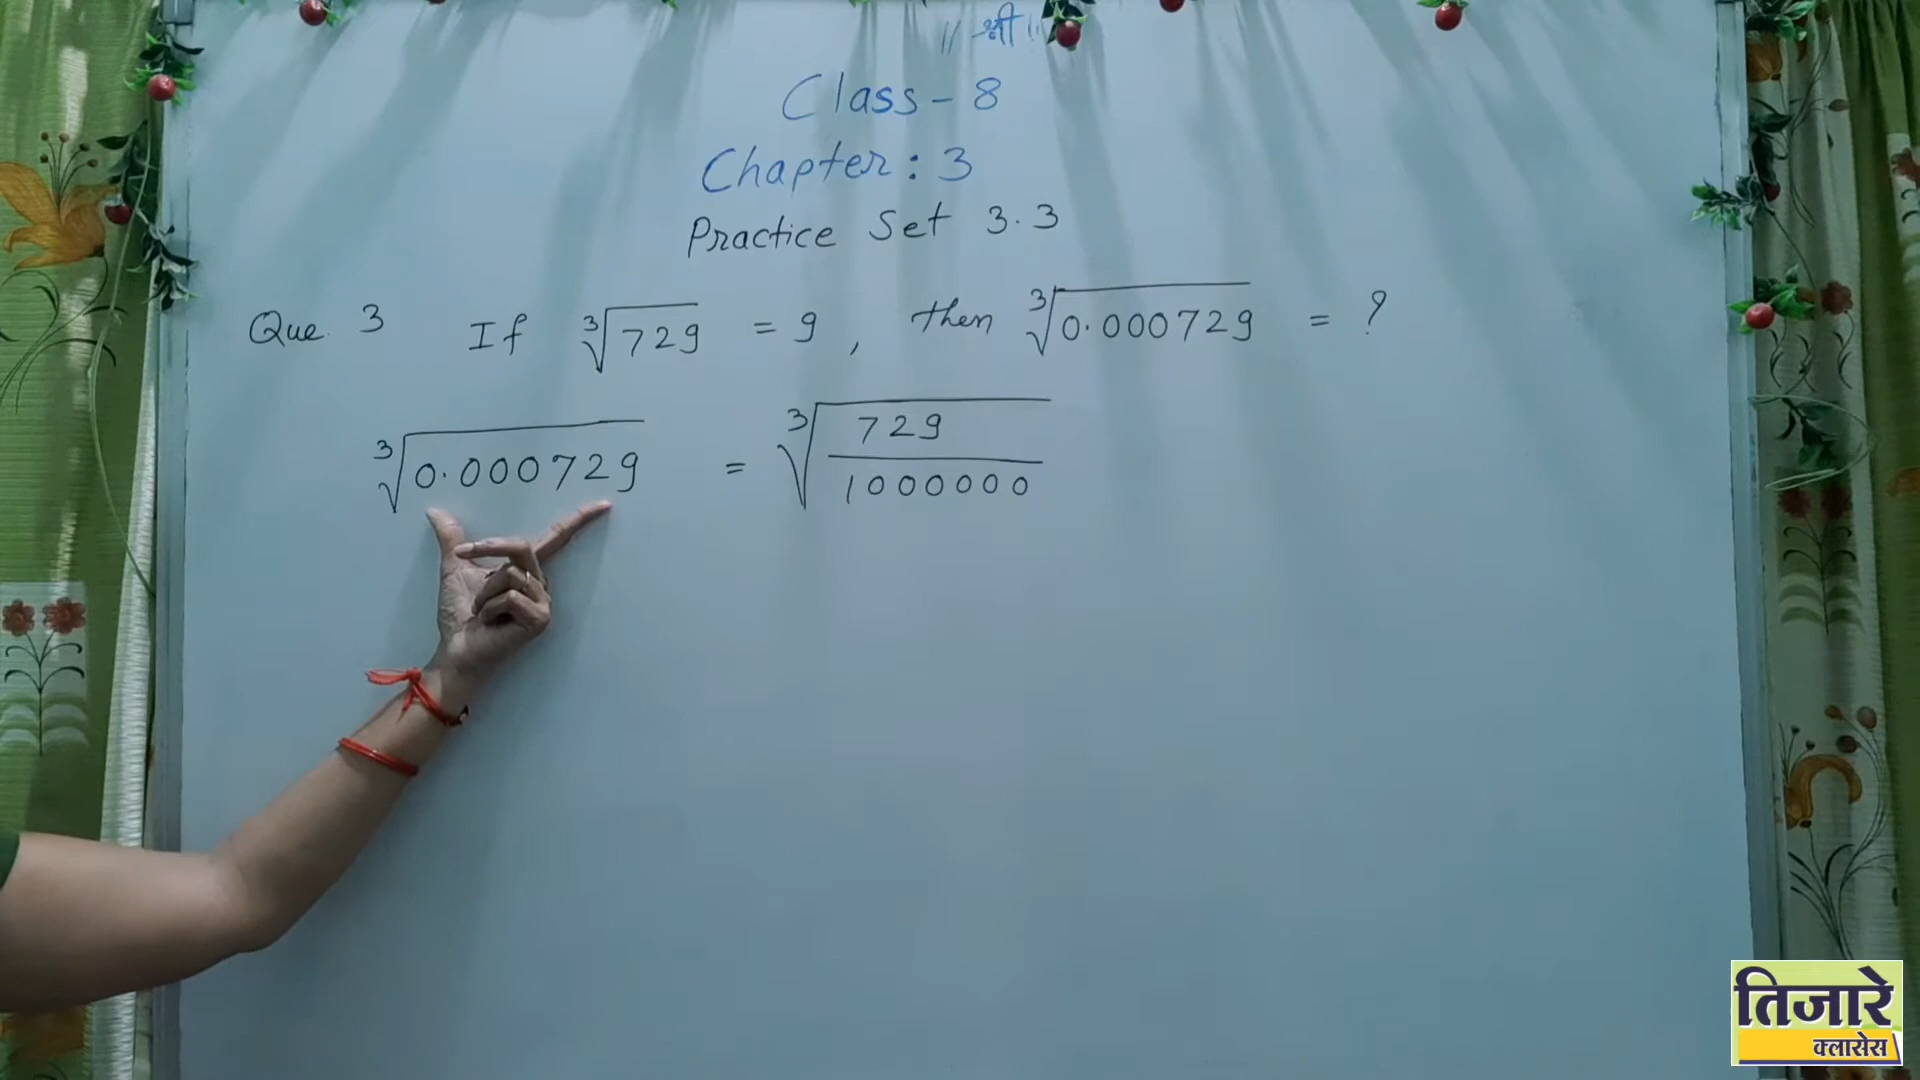 ॥ श्री ॥
Class - 8
Chapter : 3
Practice Set 3.3
Que. 3 If ∛729 = 9 , then ∛0.000729 = ?
∛0.000729 = ∛(729/1000000)
तिजारे
क्लासेस